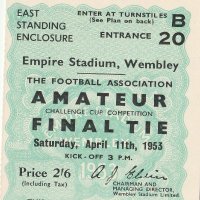 EAST
STANDING
ENCLOSURE
ENTER AT TURNSTILES
(See Plan on back)
B
ENTRANCE
20
Empire Stadium, Wembley
THE FOOTBALL ASSOCIATION
AMATEUR
CHALLENGE CUP COMPETITION
FINAL TIE
Saturday, April 11th, 1953
KICK-OFF 3 P.M.
Price 2/6
(Including Tax)
CHAIRMAN AND
MANAGING DIRECTOR,
Wembley Stadium Limited